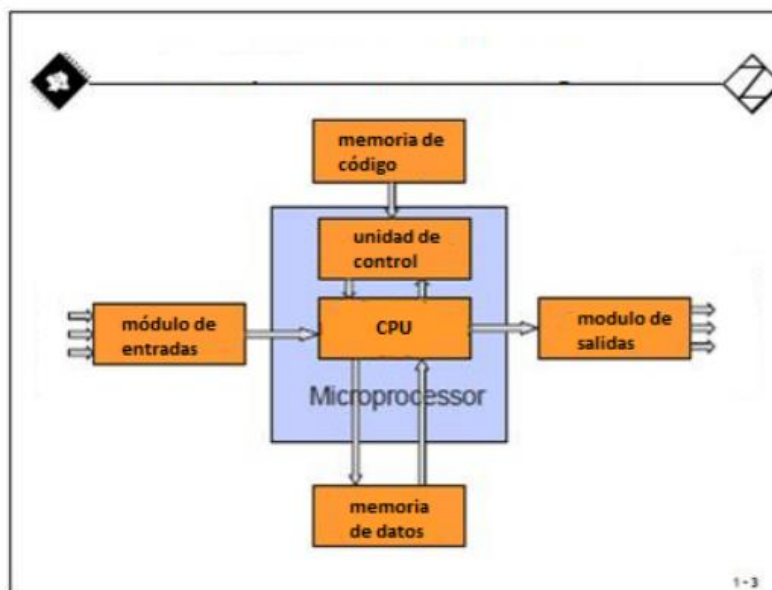 memoria de
código
unidad de
control
módulo de
entradas
CPU
modulo de
salidas
Microprocessor
memoria
de datos
1-3